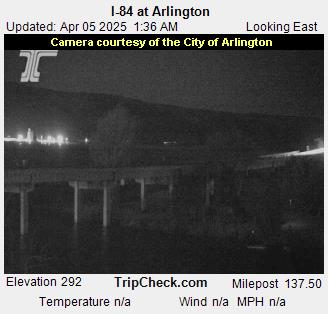 I-84 at Arlington
Updated: Apr 05 2025 1:36 AM Looking East
Camera courtesy of the City of Arlington
Elevation 292 TripCheck.com Milepost 137.50
Temperature n/a Wind n/a MPH n/a